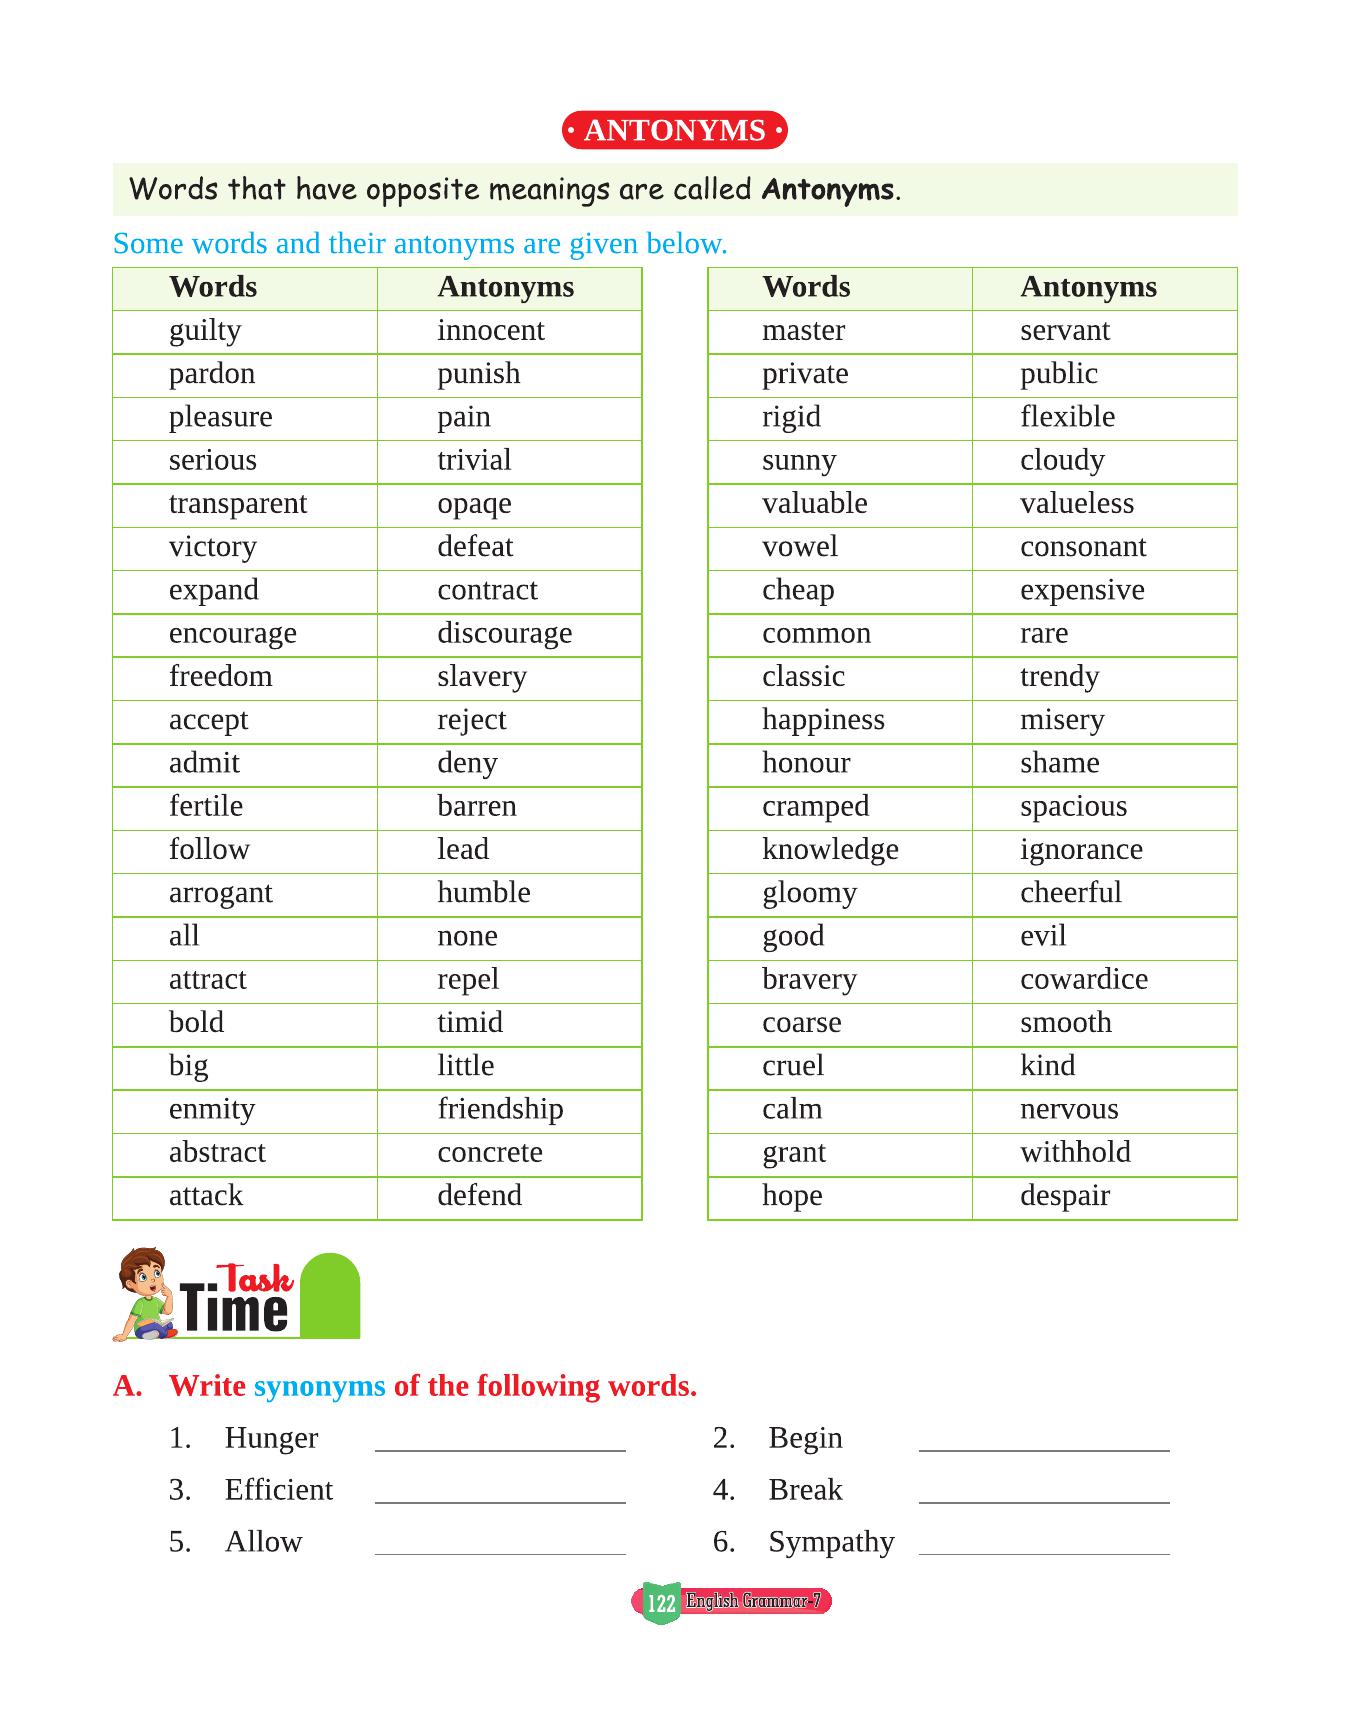 • ANTONYMS •
Words that have opposite meanings are called Antonyms.
Some words and their antonyms are given below.
Words Antonyms
guilty innocent
pardon punish
pleasure pain
serious trivial
transparent opaqe
victory defeat
expand contract
encourage discourage
freedom slavery
accept reject
admit deny
fertile barren
follow lead
arrogant humble
all none
attract repel
bold timid
big little
enmity friendship
abstract concrete
attack defend
Words Antonyms
master servant
private public
rigid flexible
sunny cloudy
valuable valueless
vowel consonant
cheap expensive
common rare
classic trendy
happiness misery
honour shame
cramped spacious
knowledge ignorance
gloomy cheerful
good evil
bravery cowardice
coarse smooth
cruel kind
calm nervous
grant withhold
hope despair
Task
Time
A. Write synonyms of the following words.
1. Hunger 2. Begin
3. Efficient 4. Break
5. Allow 6. Sympathy
122 English Grammar-7